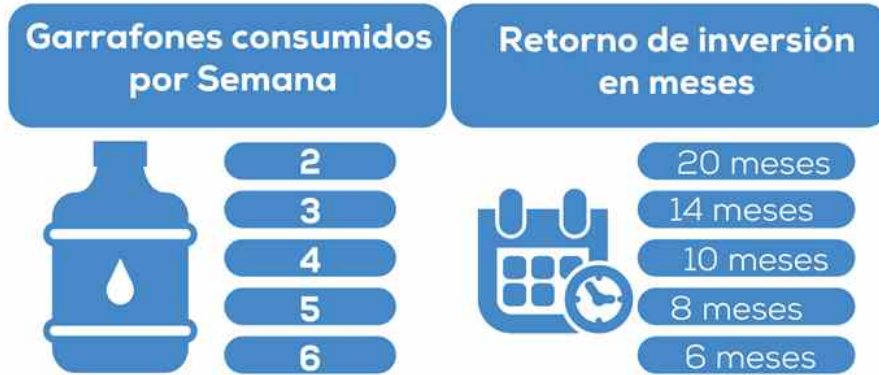 Garrafones consumidos
por Semana
Retorno de inversión
en meses
2
20 meses
3
14 meses
4
10 meses
5
8 meses
6
6 meses